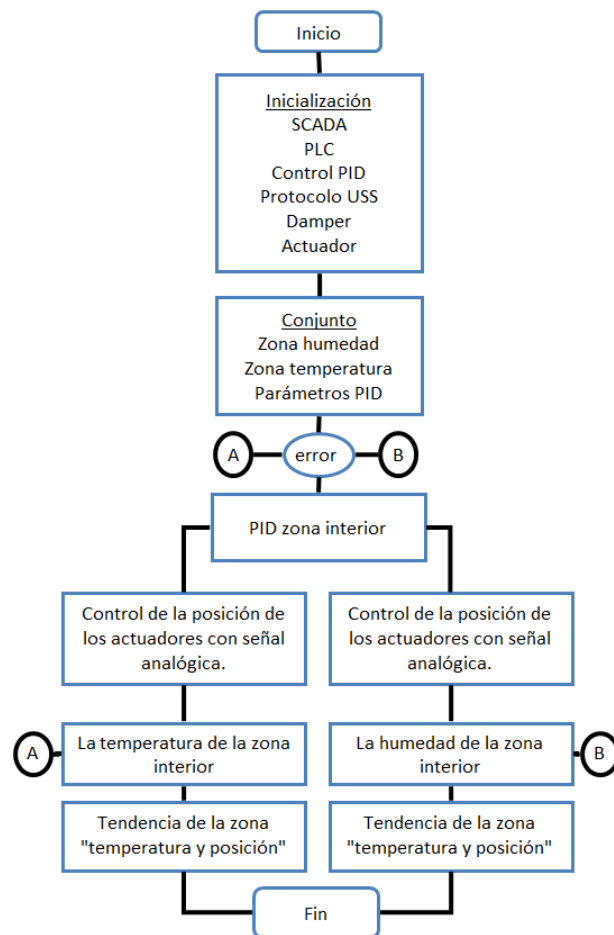 Inicio
Inicialización
SCADA
PLC
Control PID
Protocolo USS
Damper
Actuador
Conjunto
Zona humedad
Zona temperatura
Parámetros PID
A
error
B
PID zona interior
Control de la posición de
los actuadores con señal
analógica.
Control de la posición de
los actuadores con señal
analógica.
A
La temperatura de la zona
interior
La humedad de la zona
interior
B
Tendencia de la zona
"temperatura y posición"
Tendencia de la zona
"temperatura y posición"
Fin